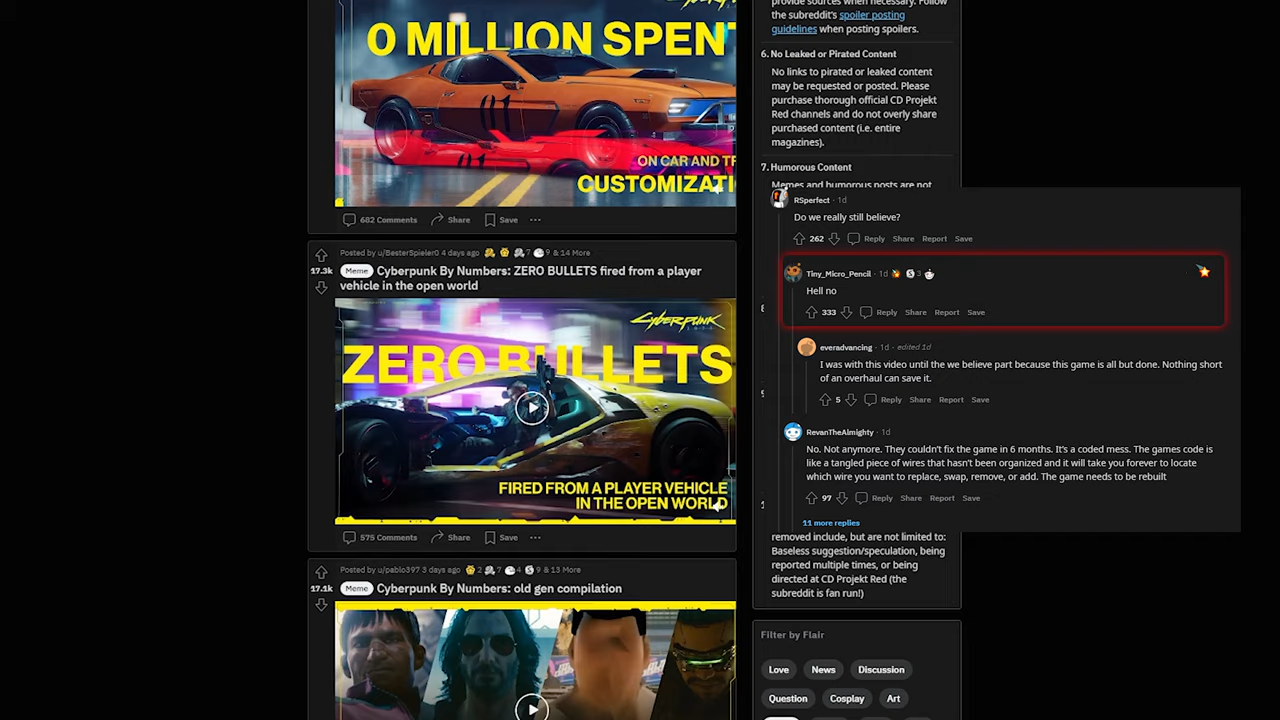 0 MILLION SPENT
01
ON CAR AND TR
CUSTOMIZATI
682 Comments Share Save ...
17.3k
Posted by u/BesterSpieler0 4 days ago 7 9 & 14 More
Meme Cyberpunk By Numbers: ZERO BULLETS fired from a player
vehicle in the open world
Cyberpunk
ZERO BULLETS
FIRED FROM A PLAYER VEHICLE
IN THE OPEN WORLD
575 Comments Share Save ...
17.1k
Posted by u/pablo397 3 days ago 2 7 4 9 & 13 More
Meme Cyberpunk By Numbers: old gen compilation
provide sources when necessary. Follow
the subreddit's spoiler posting
guidelines when posting spoilers.
6. No Leaked or Pirated Content
No links to pirated or leaked content
may be requested or posted. Please
purchase thorough official CD Projekt
Red channels and do not overly share
purchased content (i.e. entire
magazines).
7. Humorous Content
Memes and humorous posts are not
RSperfect · 1d
Do we really still believe?
262 Reply Share Report Save
Tiny_Micro_Pencil · 1d 3
Hell no
333 Reply Share Report Save
everadvancing · 1d · edited 1d
I was with this video until the we believe part because this game is all but done. Nothing short
of an overhaul can save it.
5 Reply Share Report Save
RevanTheAlmighty · 1d
No. Not anymore. They couldn't fix the game in 6 months. It's a coded mess. The games code is
like a tangled piece of wires that hasn't been organized and it will take you forever to locate
which wire you want to replace, swap, remove, or add. The game needs to be rebuilt
97 Reply Share Report Save
11 more replies
removed include, but are not limited to:
Baseless suggestion/speculation, being
reported multiple times, or being
directed at CD Projekt Red (the
subreddit is fan run!)
Filter by Flair
Love News Discussion
Question Cosplay Art